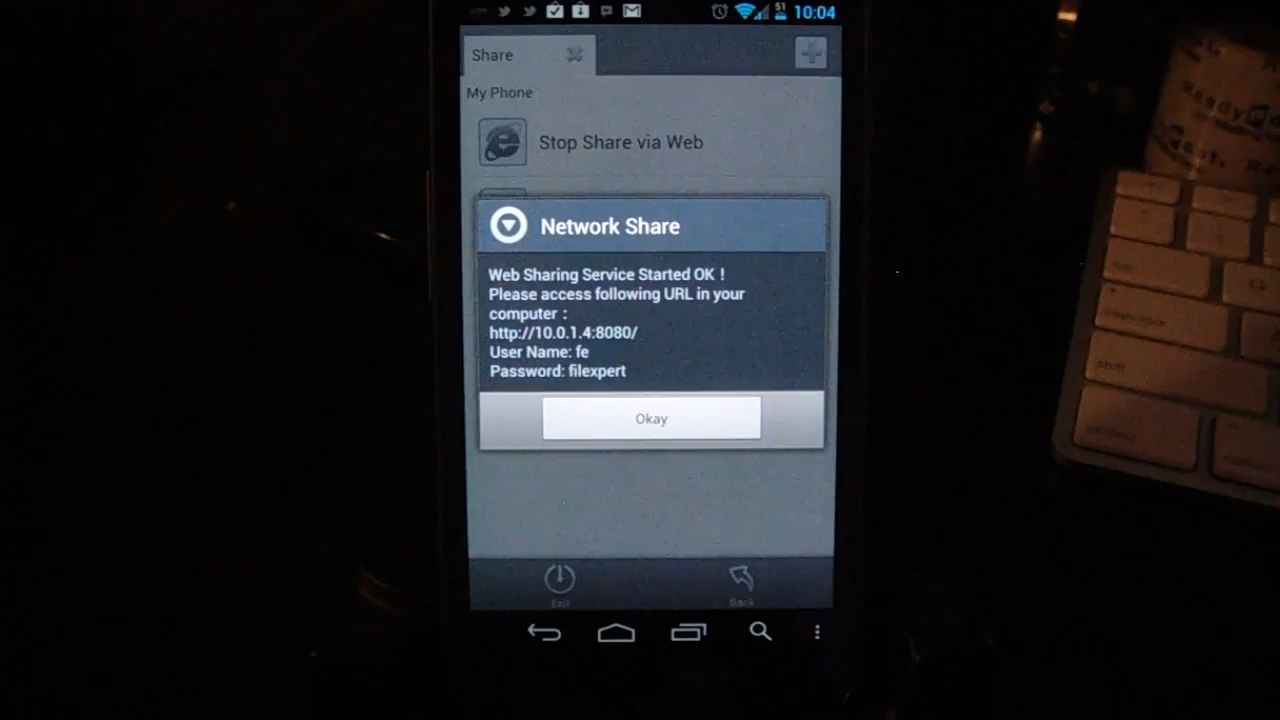 51 10:04
Share
My Phone
Stop Share via Web
Network Share
Web Sharing Service Started OK !
Please access following URL in your
computer :
http://10.0.1.4:8080/
User Name: fe
Password: filexpert
Okay
Exit Back